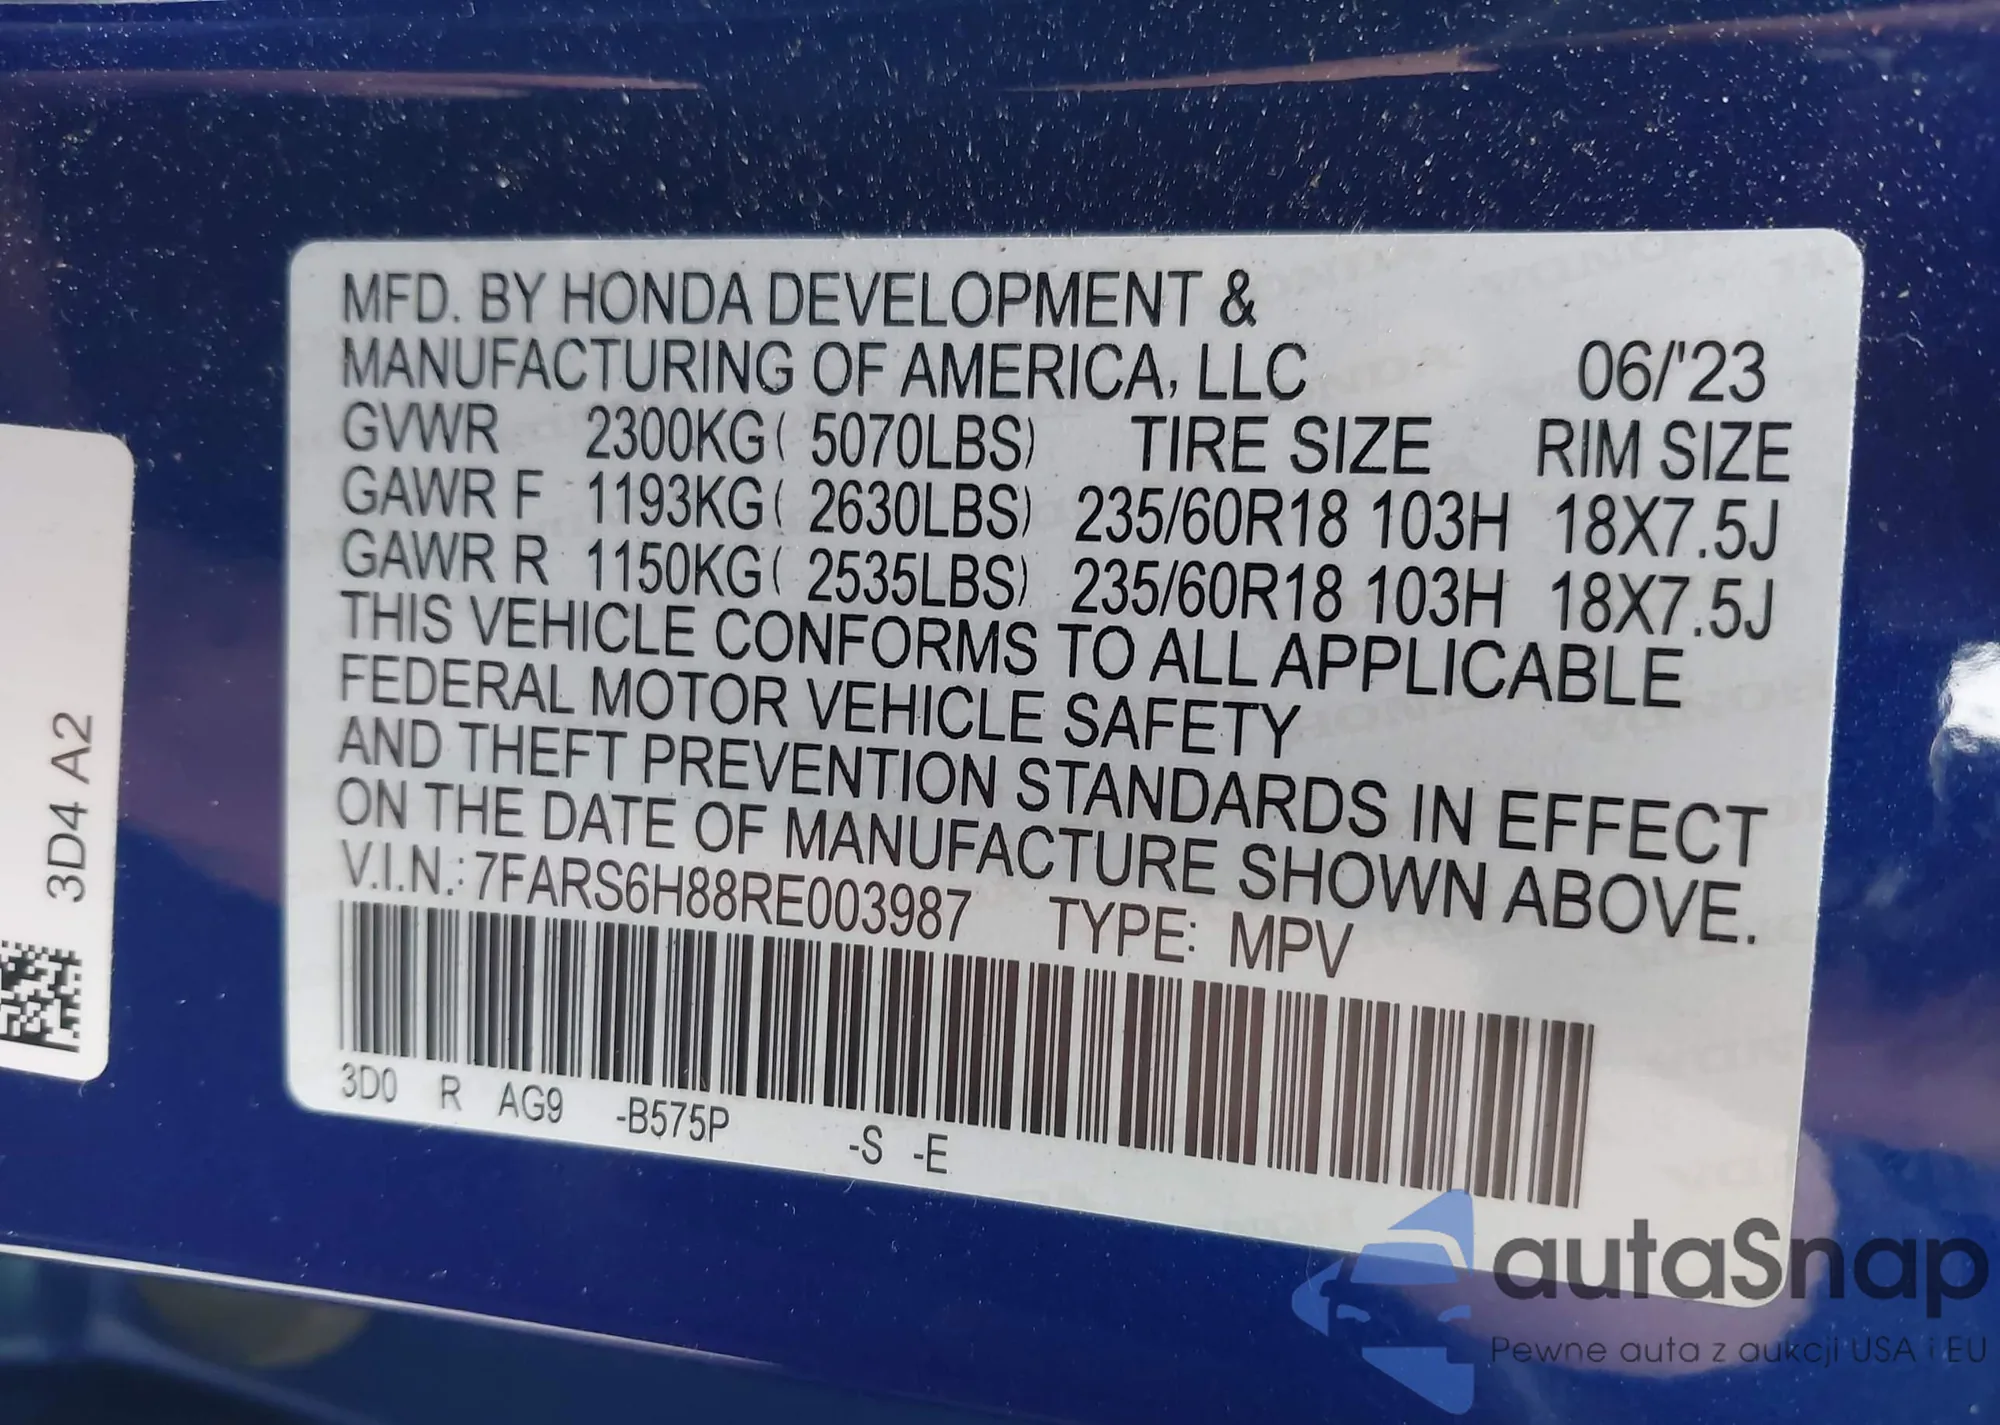 MFD. BY HONDA DEVELOPMENT &
MANUFACTURING OF AMERICA, LLC 06/'23
GVWR 2300KG( 5070LBS) TIRE SIZE RIM SIZE
GAWR F 1193KG( 2630LBS) 235/60R18 103H 18X7.5J
GAWR R 1150KG( 2535LBS) 235/60R18 103H 18X7.5J
THIS VEHICLE CONFORMS TO ALL APPLICABLE
FEDERAL MOTOR VEHICLE SAFETY
AND THEFT PREVENTION STANDARDS IN EFFECT
ON THE DATE OF MANUFACTURE SHOWN ABOVE.
V.I.N.: 7FARS6H88RE003987 TYPE: MPV
3D0 R AG9 -B575P -S -E
3D4 A2
autaSnap
Pewne auta z aukcji USA i EU